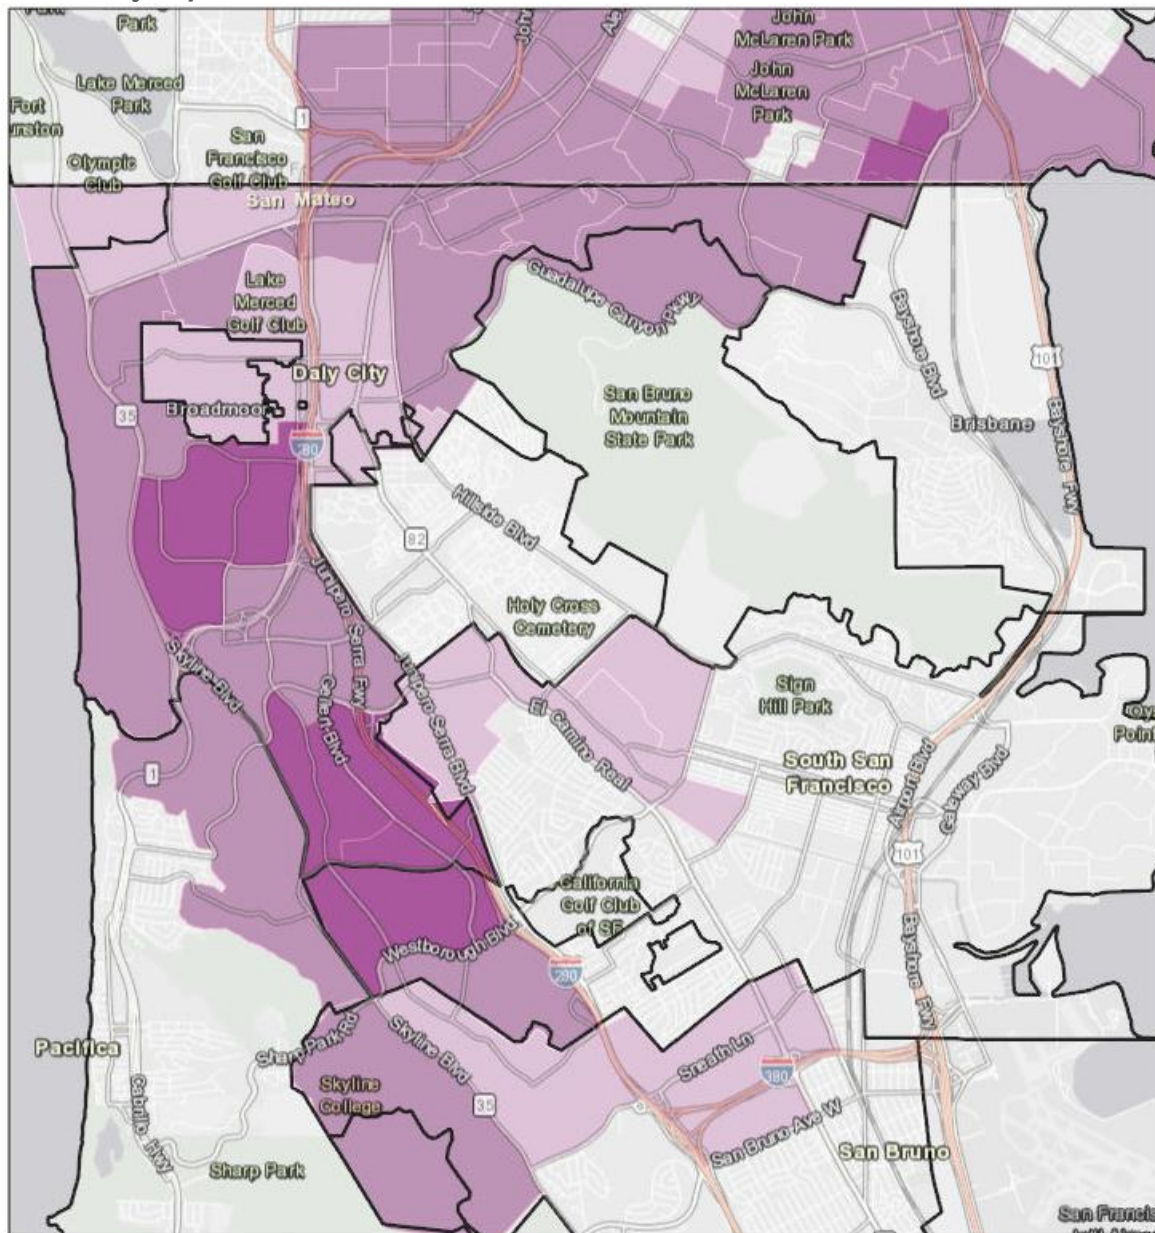 Park
John
McLaren Park
Lake Merced
Park
John
McLaren
Park
Fort
1
San
Francisco
Golf Club
Olympic
Club
San Mateo
Lake
Merced
Golf Club
Guadalupe Canyon Pkwy
Bayshore Blvd
101
Daly City
San Bruno
Mountain
State Park
35
Broadmoor
Brisbane
Bayshore Fwy
280
Hillside Blvd
82
Junipero Serra Fwy
Holy Cross
Cemetery
Skyline Blvd
Junipero Serra Blvd
Callan Blvd
Sign
Hill Park
El Camino Real
Oy
Point
1
South San
Francisco
Airport Blvd
Gateway Blvd
101
California
Golf Club
of SF
Westborough Blvd
Bayshore Fwy
280
Pacifica
Sharp Park Rd
Skyline Blvd
Sneath Ln
380
Skyline
College
35
Cabrillo Hwy
San Bruno Ave W
San Bruno
Sharp Park
San Francis